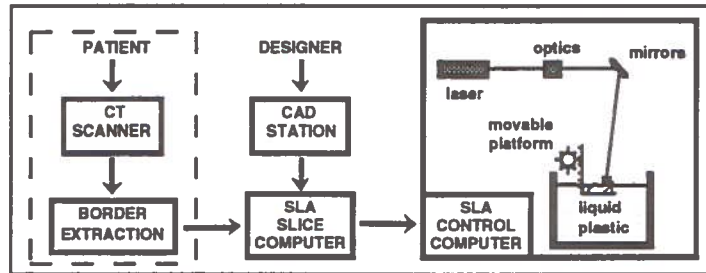 PATIENT
CT
SCANNER
BORDER
EXTRACTION
DESIGNER
CAD
STATION
SLA
SLICE
COMPUTER
SLA
CONTROL
COMPUTER
optics
mirrors
laser
movable
platform
liquid
plastic